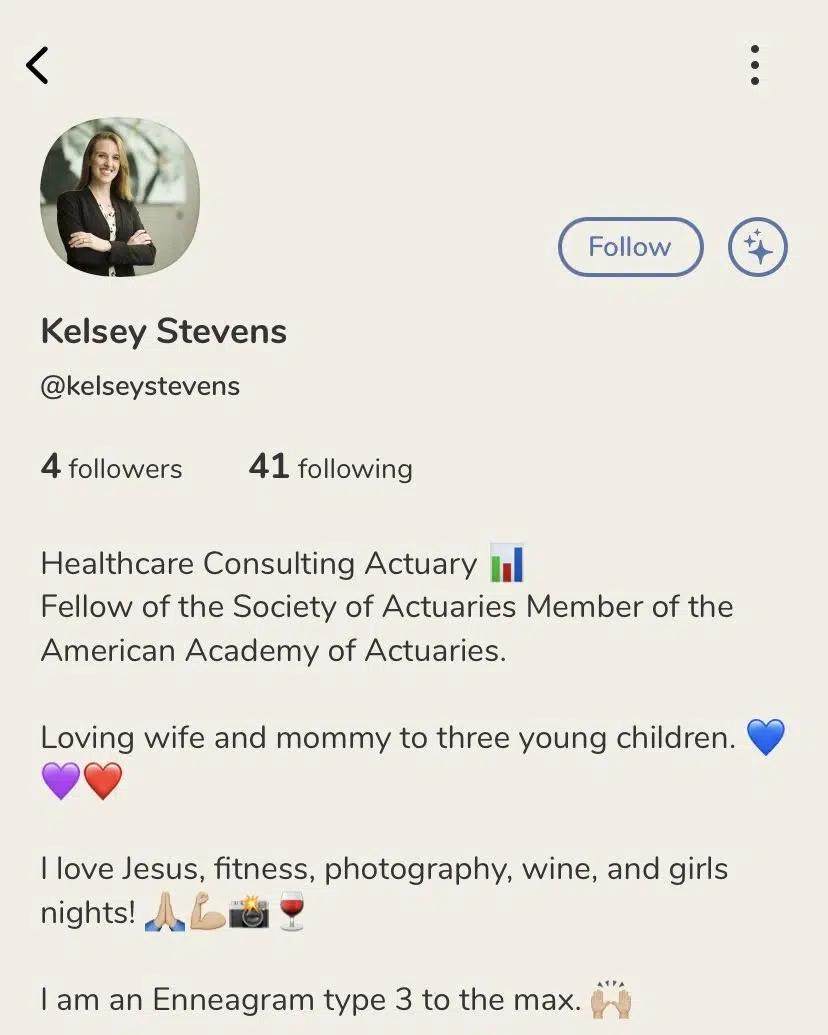 Follow
Kelsey Stevens
@kelseystevens
4 followers 41 following
Healthcare Consulting Actuary 📊
Fellow of the Society of Actuaries Member of the
American Academy of Actuaries.
Loving wife and mommy to three young children. 💙
💜❤️
I love Jesus, fitness, photography, wine, and girls
nights! 🙏🏼💪🏼📸🍷
I am an Enneagram type 3 to the max. 🙌🏼